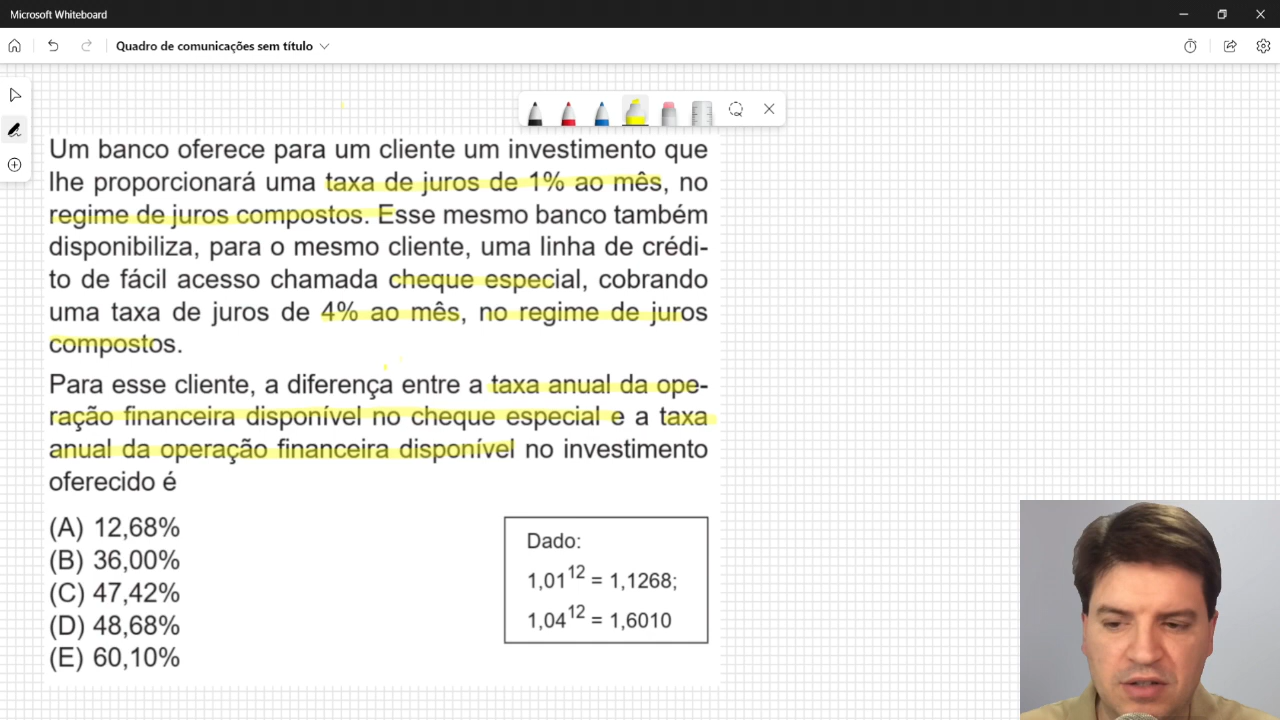 Microsoft Whiteboard
Quadro de comunicações sem título
Um banco oferece para um cliente um investimento que
lhe proporcionará uma taxa de juros de 1% ao mês, no
regime de juros compostos. Esse mesmo banco também
disponibiliza, para o mesmo cliente, uma linha de crédi-
to de fácil acesso chamada cheque especial, cobrando
uma taxa de juros de 4% ao mês, no regime de juros
compostos.
Para esse cliente, a diferença entre a taxa anual da ope-
ração financeira disponível no cheque especial e a taxa
anual da operação financeira disponível no investimento
oferecido é
(A) 12,68%
(B) 36,00%
(C) 47,42%
(D) 48,68%
(E) 60,10%
Dado:
1,01¹² = 1,1268;
1,04¹² = 1,6010